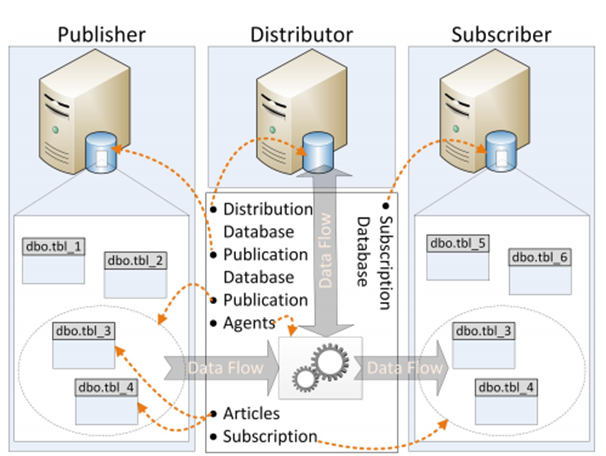 Publisher
Distributor
Subscriber
dbo.tbl_1
dbo.tbl_2
dbo.tbl_3
dbo.tbl_4
Data Flow
• Distribution
Database
• Publication
Database
• Publication
• Agents
Data Flow
• Subscription
Database
Data Flow
• Articles
• Subscription
dbo.tbl_5
dbo.tbl_6
dbo.tbl_3
dbo.tbl_4